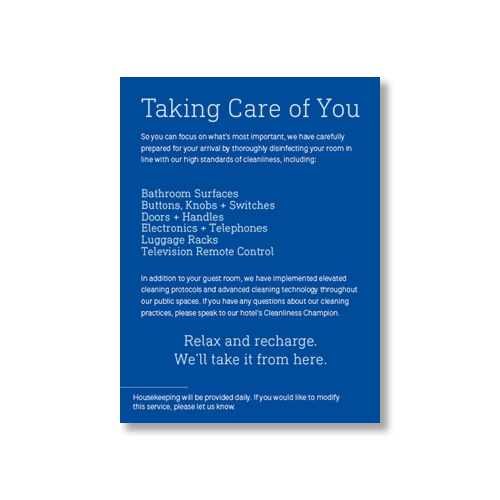 Taking Care of You
So you can focus on what's most important, we have carefully
prepared for your arrival by thoroughly disinfecting your room in
line with our high standards of cleanliness, including:
Bathroom Surfaces
Buttons, Knobs + Switches
Doors + Handles
Electronics + Telephones
Luggage Racks
Television Remote Control
In addition to your guest room, we have implemented elevated
cleaning protocols and advanced cleaning technology throughout
our public spaces. If you have any questions about our cleaning
practices, please speak to our hotel's Cleanliness Champion.
Relax and recharge.
We'll take it from here.
Housekeeping will be provided daily. If you would like to modify
this service, please let us know.